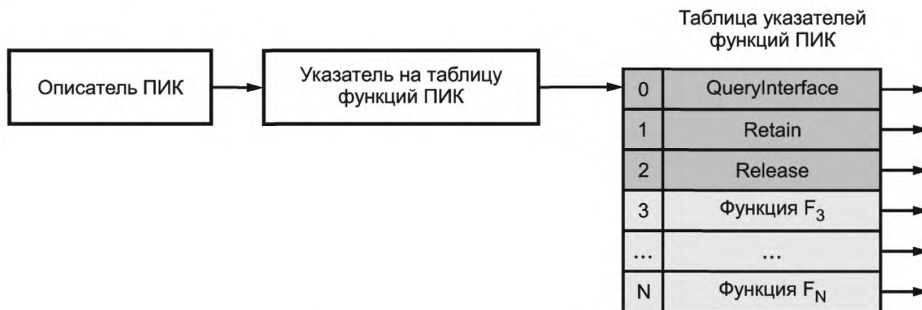 Таблица указателей
функций ПИК
Описатель ПИК
Указатель на таблицу
функций ПИК
0 QueryInterface
1 Retain
2 Release
3 Функция F3
... ...
N Функция FN